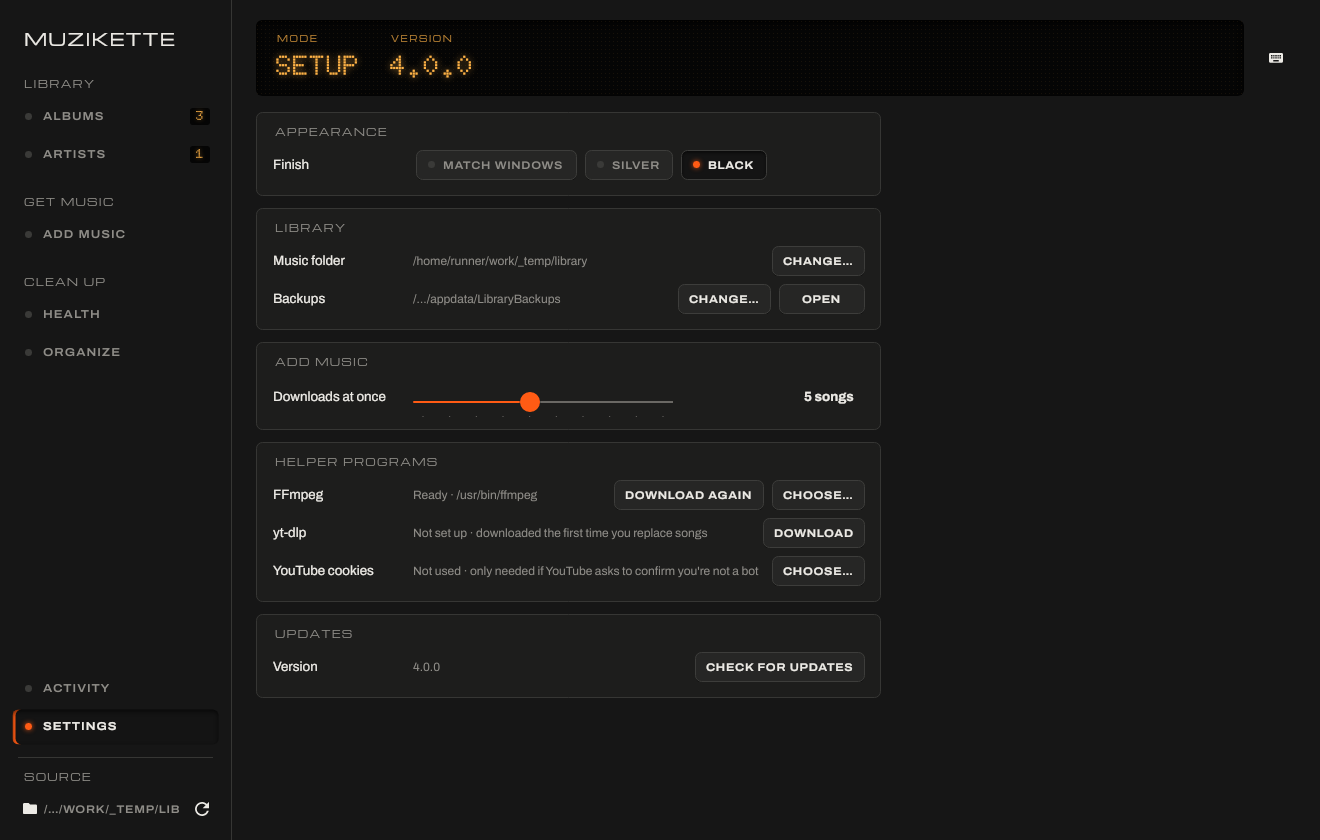 MUZIKETTE
LIBRARY
ALBUMS 3
ARTISTS 1
GET MUSIC
ADD MUSIC
CLEAN UP
HEALTH
ORGANIZE
ACTIVITY
SETTINGS
SOURCE
/.../WORK/_TEMP/LIB
MODE VERSION
SETUP 4.0.0
APPEARANCE
Finish MATCH WINDOWS SILVER BLACK
LIBRARY
Music folder /home/runner/work/_temp/library CHANGE...
Backups /.../appdata/LibraryBackups CHANGE... OPEN
ADD MUSIC
Downloads at once 5 songs
HELPER PROGRAMS
FFmpeg Ready · /usr/bin/ffmpeg DOWNLOAD AGAIN CHOOSE...
yt-dlp Not set up · downloaded the first time you replace songs DOWNLOAD
YouTube cookies Not used · only needed if YouTube asks to confirm you're not a bot CHOOSE...
UPDATES
Version 4.0.0 CHECK FOR UPDATES